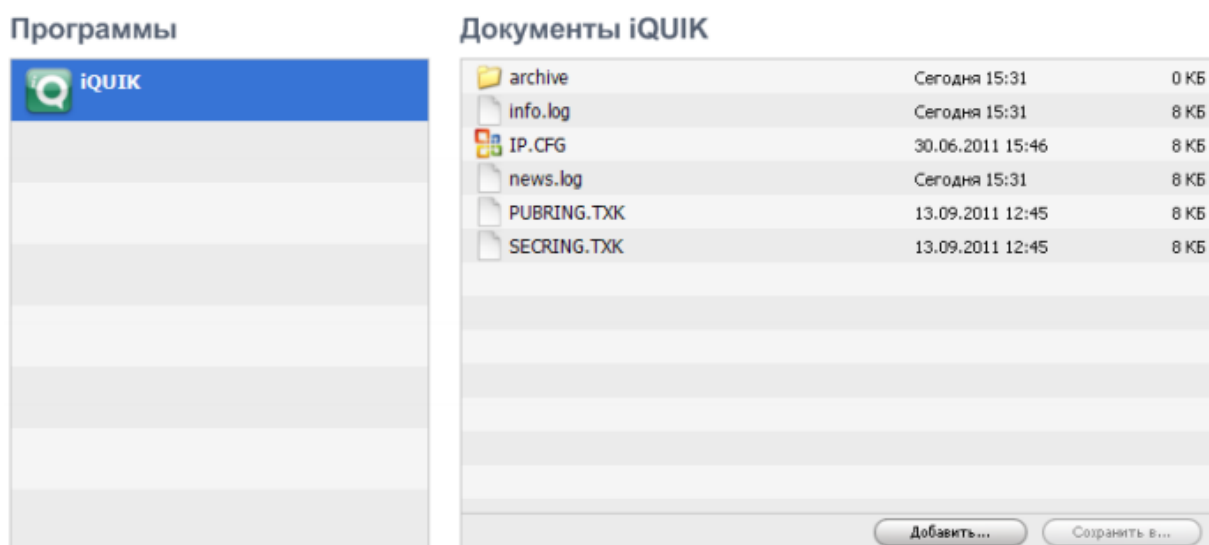 Программы
Документы iQUIK
iQUIK
archive Сегодня 15:31 0 КБ
info.log Сегодня 15:31 8 КБ
IP.CFG 30.06.2011 15:46 8 КБ
news.log Сегодня 15:31 8 КБ
PUBRING.TXK 13.09.2011 12:45 8 КБ
SECRING.TXK 13.09.2011 12:45 8 КБ
Добавить... Сохранить в...